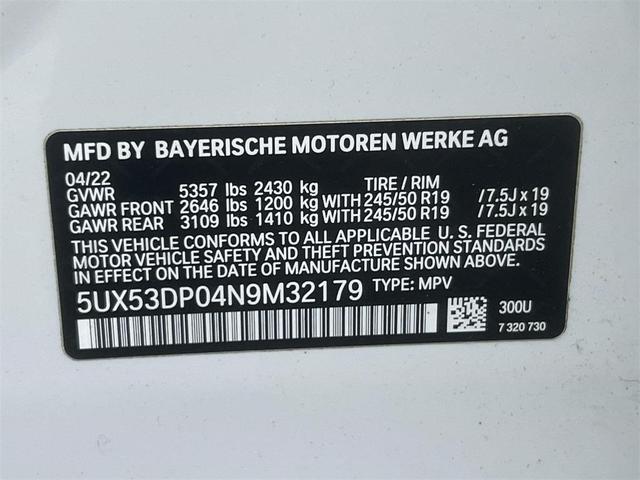 MFD BY BAYERISCHE MOTOREN WERKE AG
04/22 TIRE / RIM
GVWR 5357 lbs 2430 kg
GAWR FRONT 2646 lbs 1200 kg WITH 245/50 R19 /7.5J x 19
GAWR REAR 3109 lbs 1410 kg WITH 245/50 R19 /7.5J x 19
THIS VEHICLE CONFORMS TO ALL APPLICABLE U. S. FEDERAL
MOTOR VEHICLE SAFETY AND THEFT PREVENTION STANDARDS
IN EFFECT ON THE DATE OF MANUFACTURE SHOWN ABOVE.
5UX53DP04N9M32179 TYPE: MPV
300U
7 320 730